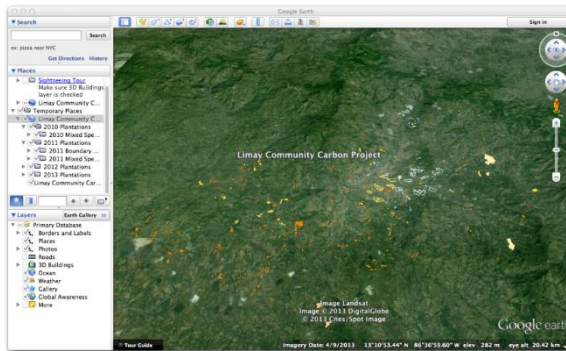 Google Earth
Search
Search
ex: pizza near NYC
Get Directions History
Places
Sightseeing Tour
Make sure 3D Buildings
layer is checked
Limay Community C...
Temporary Places
Limay Community C...
2010 Plantations
2010 Mixed Spe...
2011 Plantations
2011 Boundary ...
2011 Mixed Spe...
2012 Plantations
2013 Plantations
Limay Community Car...
Layers
Earth Gallery >>
Primary Database
Borders and Labels
Places
Photos
Roads
3D Buildings
Ocean
Weather
Gallery
Global Awareness
More
Sign in
Limay Community Carbon Project
Image Landsat
Image © 2013 DigitalGlobe
© 2013 Cnes/Spot Image
Google earth
Tour Guide
Imagery Date: 4/9/2013 13°10'53.44" N 86°36'59.60" W elev 282 m eye alt 20.42 km